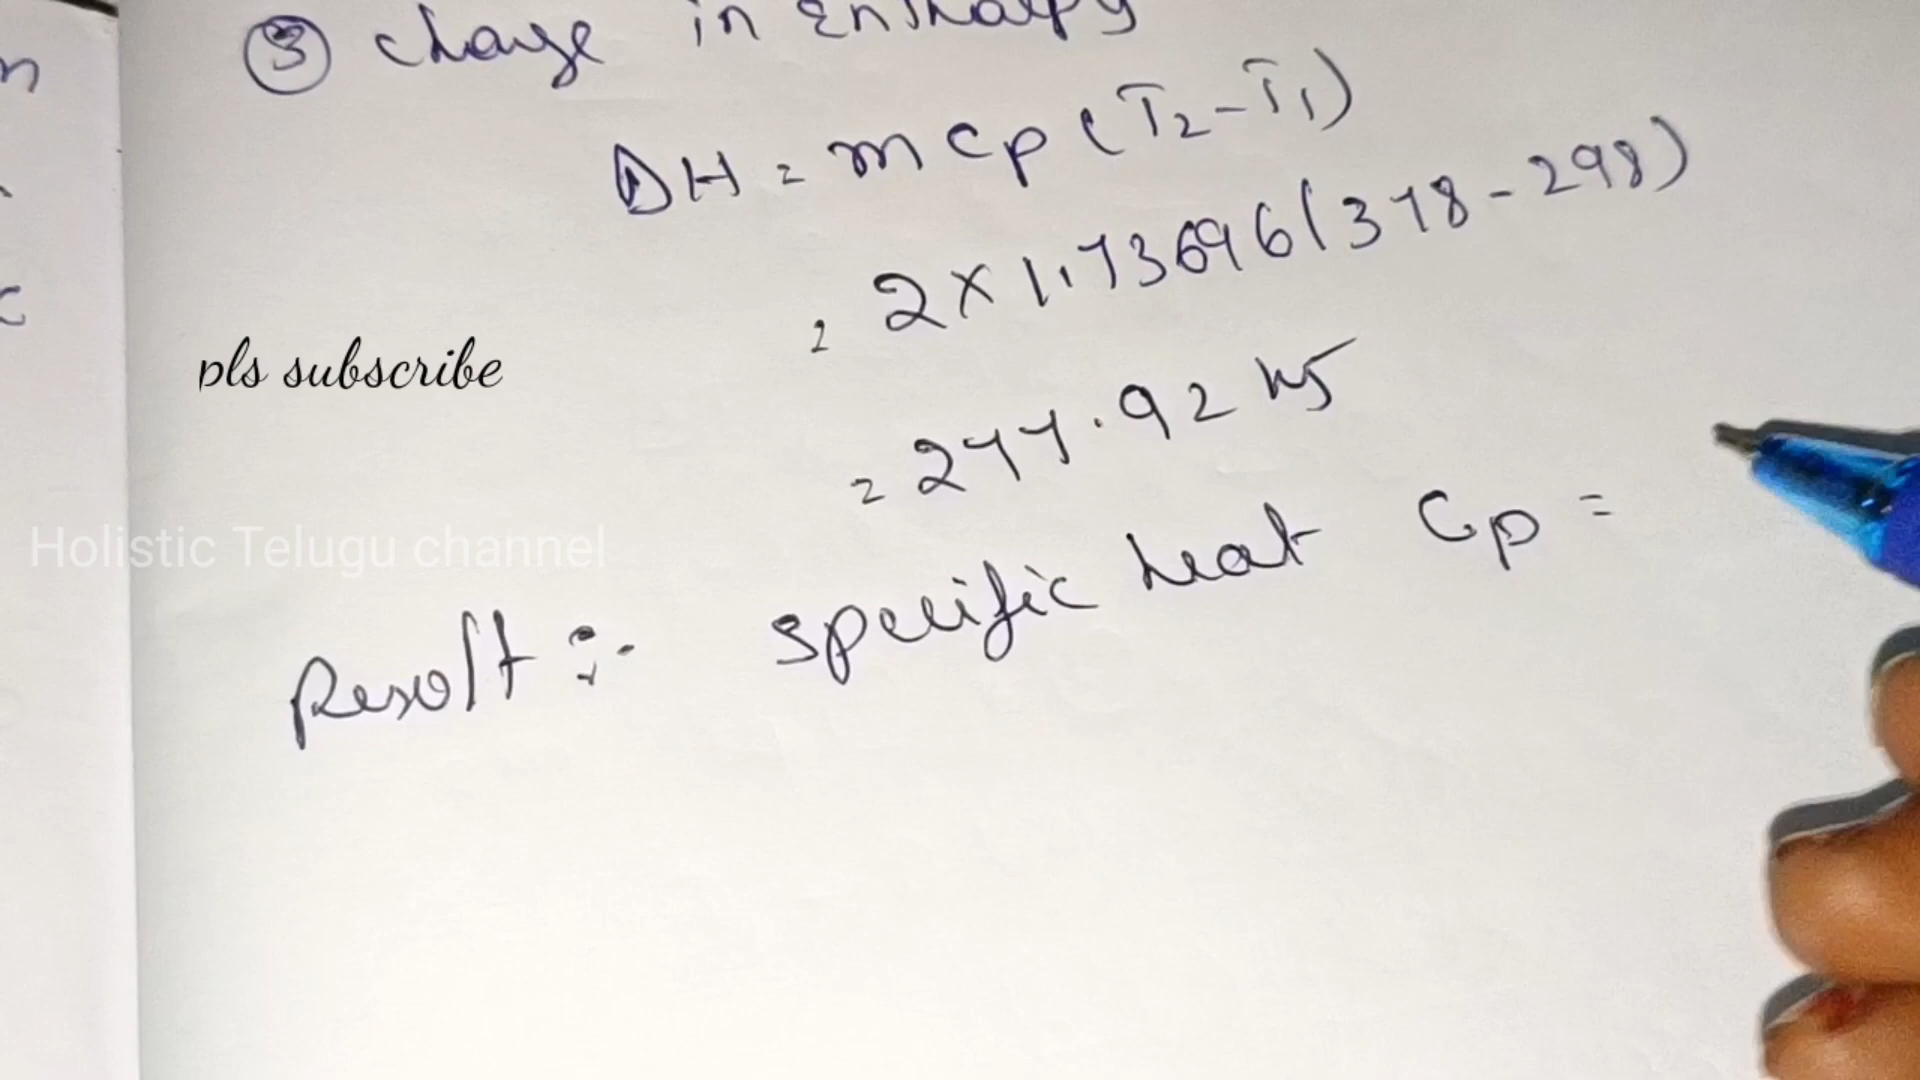 n
③ change in Enthalpy
ΔH = m Cp (T2-T1)
= 2 × 1.73696 (378-298)
c
pls subscribe
= 277.92 kJ
Holistic Telugu channel
Result :- specific heat Cp =